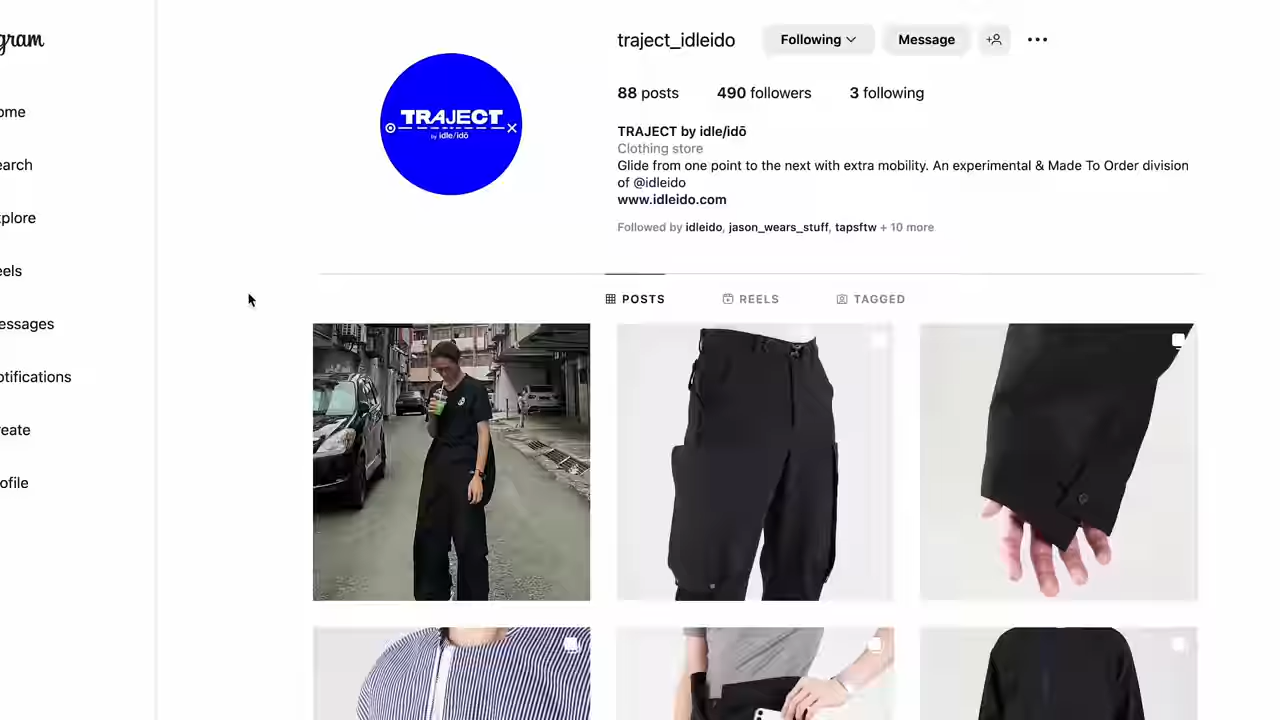 gram
ome
earch
xplore
eels
essages
otifications
reate
ofile
traject_idleido
Following
Message
88 posts
490 followers
3 following
TRAJECT
by idle/idō
TRAJECT by idle/idō
Clothing store
Glide from one point to the next with extra mobility. An experimental & Made To Order division
of @idleido
www.idleido.com
Followed by idleido, jason_wears_stuff, tapsftw + 10 more
POSTS
REELS
TAGGED